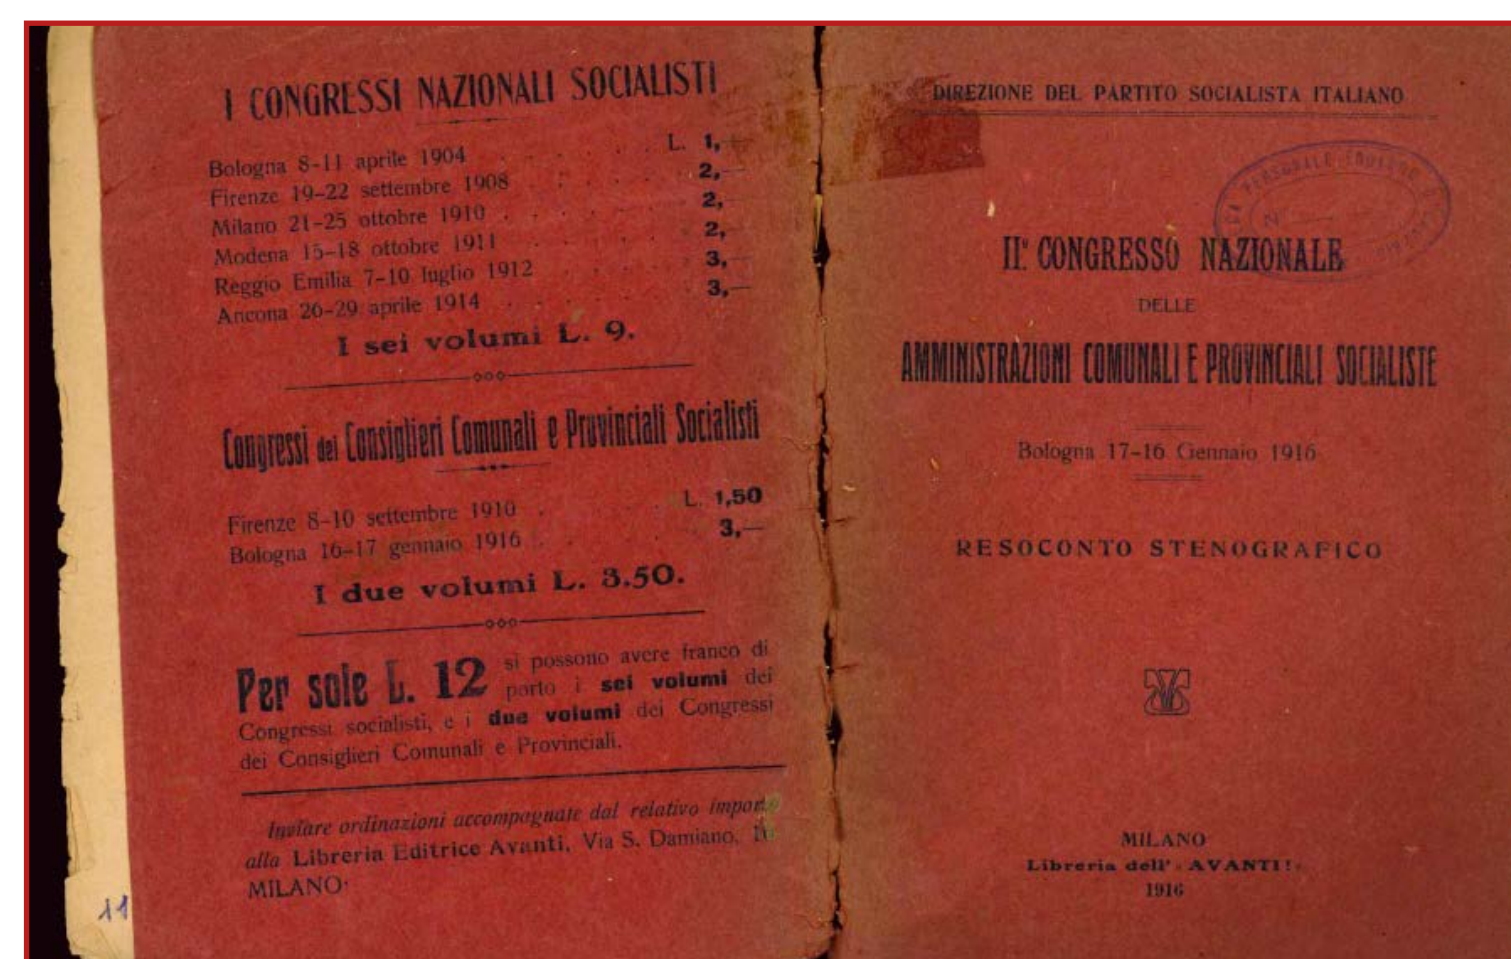 I CONGRESSI NAZIONALI SOCIALISTI
Bologna 8-11 aprile 1904 . . . . . L. 1,—
Firenze 19-22 settembre 1908 . . . . . 2,—
Milano 21-25 ottobre 1910 . . . . . 2,—
Modena 15-18 ottobre 1911 . . . . . 2,
Reggio Emilia 7-10 luglio 1912 . . . . . 3,—
Ancona 26-29 aprile 1914 . . . . . 3,—
I sei volumi L. 9.
Congressi dei Consiglieri Comunali e Provinciali Socialisti
Firenze 8-10 settembre 1910 . . . . L. 1,50
Bologna 16-17 gennaio 1916 . . . . 3,—
I due volumi L. 3.50.
Per sole L. 12 si possono avere franco di
porto i sei volumi dei
Congressi socialisti, e i due volumi dei Congressi
dei Consiglieri Comunali e Provinciali.
Inviare ordinazioni accompagnate dal relativo importo
alla Libreria Editrice Avanti, Via S. Damiano,
MILANO
11
DIREZIONE DEL PARTITO SOCIALISTA ITALIANO
PERSONALE
II.° CONGRESSO NAZIONALE
DELLE
AMMINISTRAZIONI COMUNALI E PROVINCIALI SOCIALISTE
Bologna 17-16 Gennaio 1916
RESOCONTO STENOGRAFICO
MILANO
Libreria dell' « AVANTI! »
1916